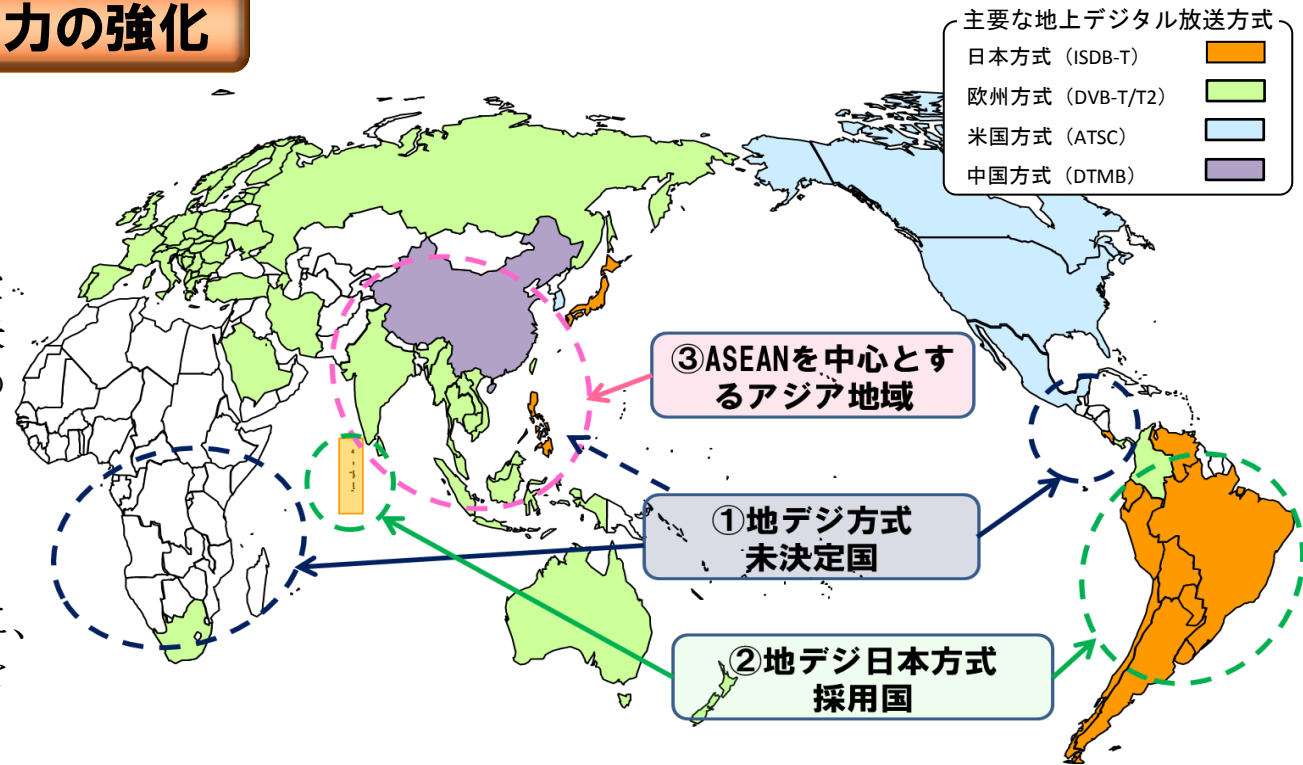 力の強化
主要な地上デジタル放送方式
日本方式（ISDB-T）
欧州方式（DVB-T/T2）
米国方式（ATSC）
中国方式（DTMB）
③ASEANを中心とす
るアジア地域
①地デジ方式
未決定国
②地デジ日本方式
採用国